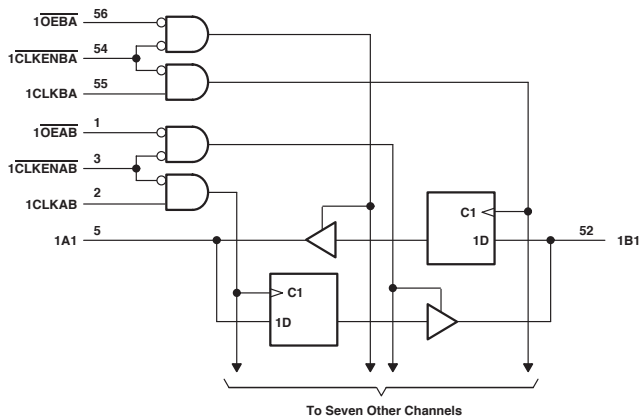 1OEBA 56
1CLKENBA 54
1CLKBA 55
1OEAB 1
1CLKENAB 3
1CLKAB 2
1A1 5
C1
1D
52 1B1
C1
1D
To Seven Other Channels